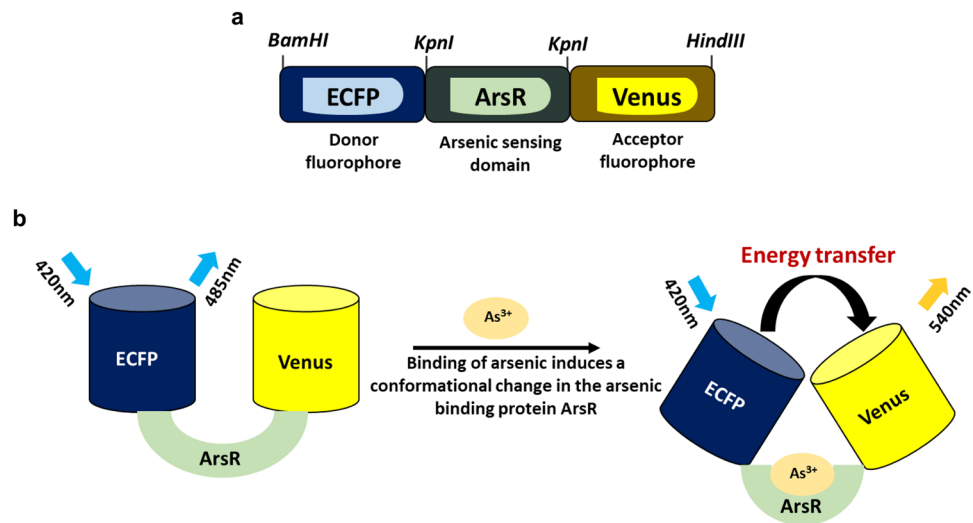 a
BamHI KpnI KpnI HindIII
ECFP ArsR Venus
Donor
fluorophore
Arsenic sensing
domain
Acceptor
fluorophore
b
420nm
485nm
ECFP
Venus
ArsR
As³⁺
Binding of arsenic induces a
conformational change in the arsenic
binding protein ArsR
Energy transfer
420nm
540nm
ECFP
Venus
As³⁺
ArsR